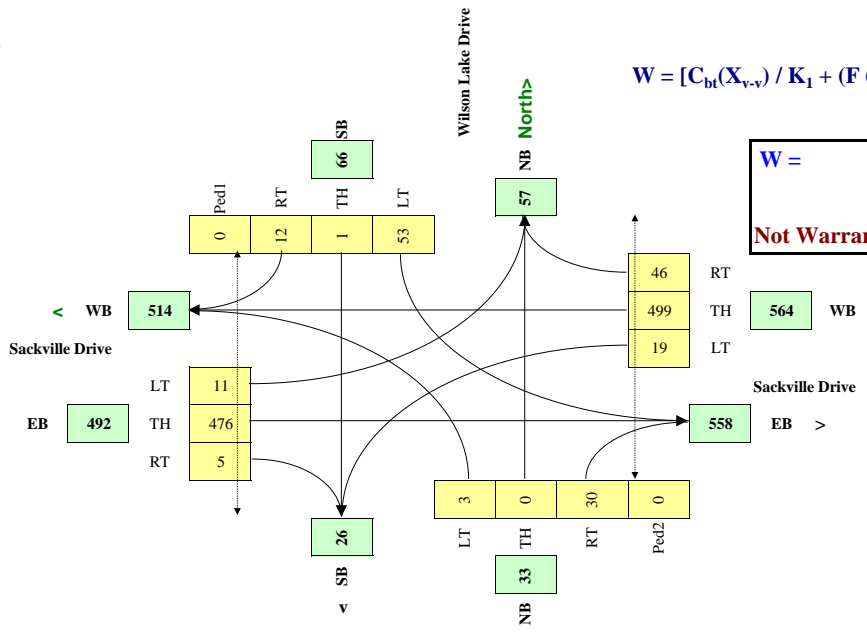 Wilson Lake Drive
W = [Cbt(Xv-v) / K1 + (F (
SB
North>
66
NB
W =
57
Ped1
RT
TH
LT
0
12
1
53
Not Warran
46
RT
< WB
514
499
TH
564
WB
Sackville Drive
19
LT
LT
11
Sackville Drive
EB
492
TH
476
558
EB >
RT
5
3
0
30
0
26
LT
TH
RT
Ped2
SB
33
v
NB